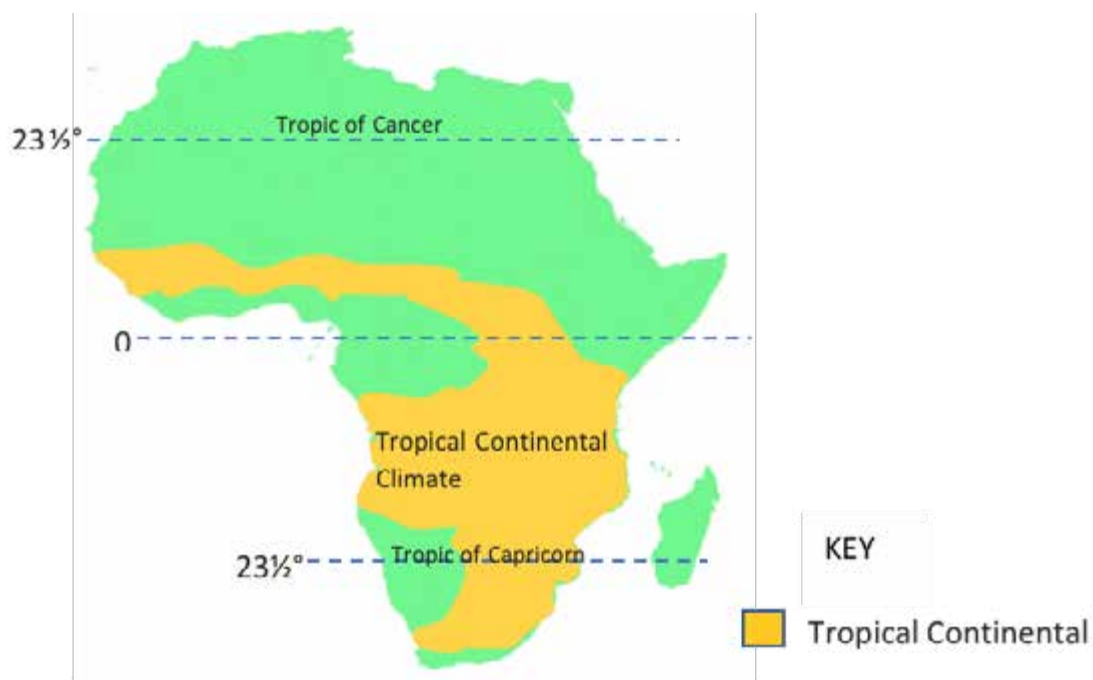 Tropic of Cancer
23½°
0
Tropical Continental
Climate
Tropic of Capricorn
23½°
KEY
Tropical Continental